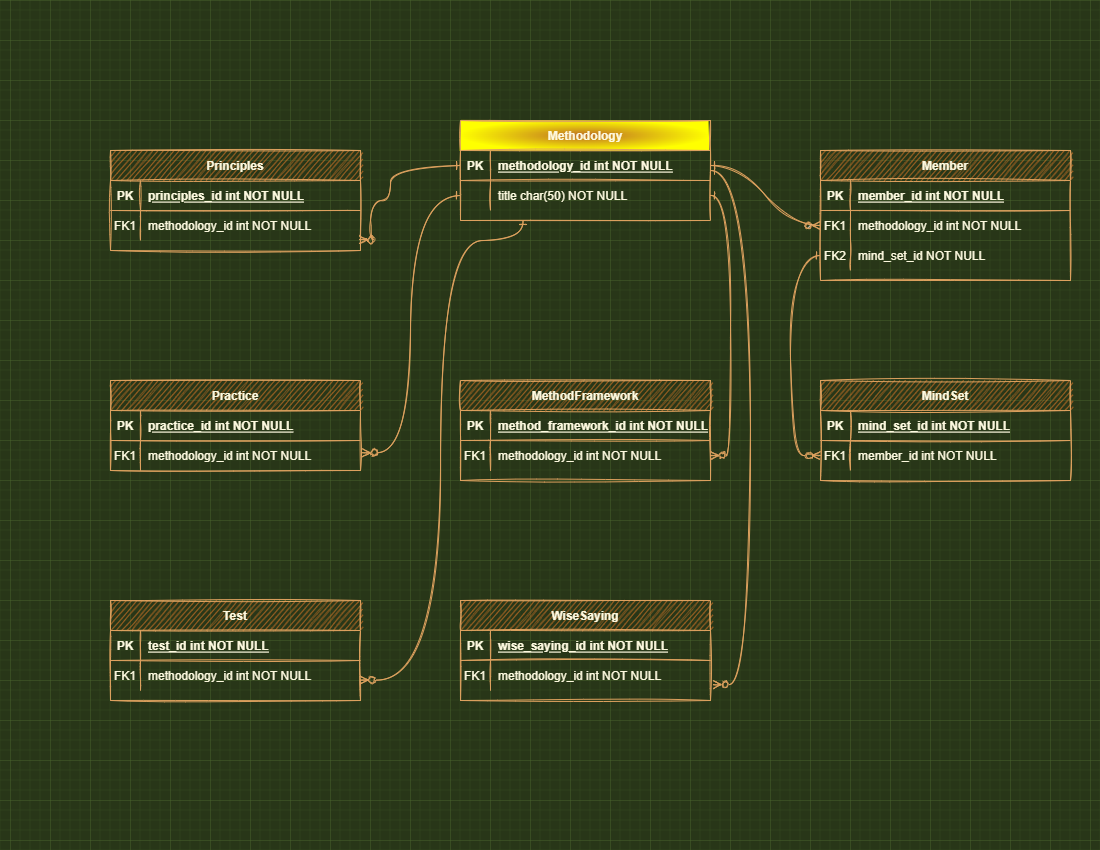 Methodology
PK methodology_id int NOT NULL
title char(50) NOT NULL
Principles
PK principles_id int NOT NULL
FK1 methodology_id int NOT NULL
Member
PK member_id int NOT NULL
FK1 methodology_id int NOT NULL
FK2 mind_set_id NOT NULL
Practice
PK practice_id int NOT NULL
FK1 methodology_id int NOT NULL
MethodFramework
PK method_framework_id int NOT NULL
FK1 methodology_id int NOT NULL
MindSet
PK mind_set_id int NOT NULL
FK1 member_id int NOT NULL
Test
PK test_id int NOT NULL
FK1 methodology_id int NOT NULL
WiseSaying
PK wise_saying_id int NOT NULL
FK1 methodology_id int NOT NULL